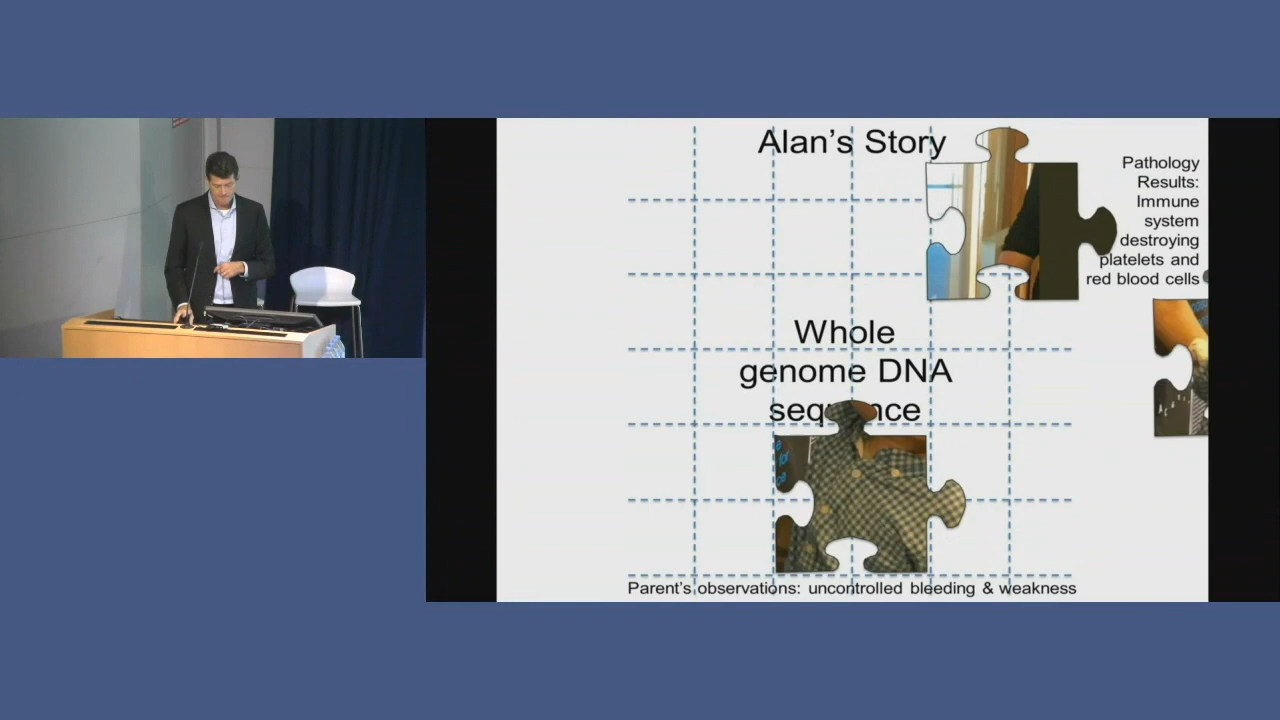 Alan's Story
Pathology
Results:
Immune
system
destroying
platelets and
red blood cells
Whole
genome DNA
Parent's observations: uncontrolled bleeding & weakness